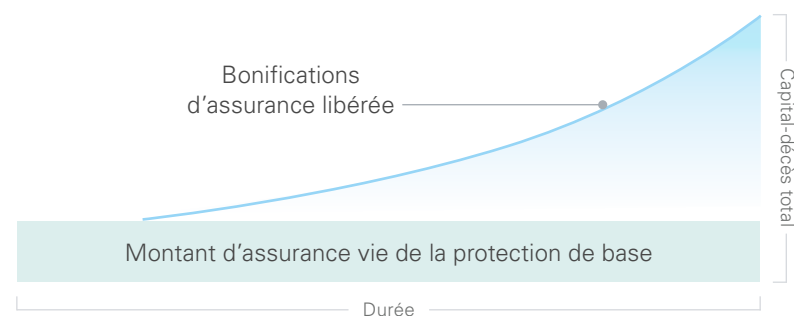 Bonifications
d’assurance libérée
Capital-décès total
Montant d’assurance vie de la protection de base
Durée